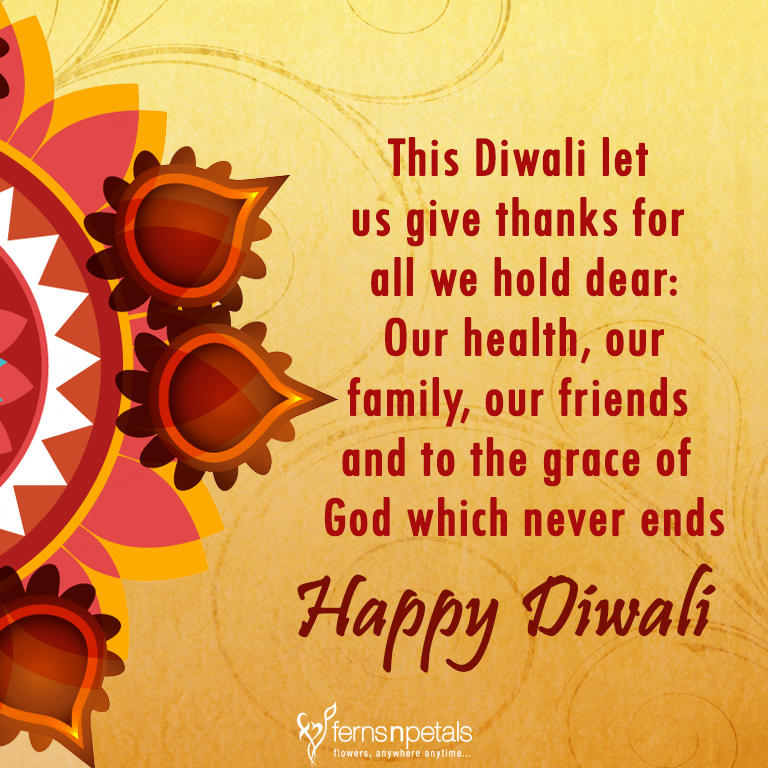 This Diwali let
us give thanks for
all we hold dear:
Our health, our
family, our friends
and to the grace of
God which never ends
Happy Diwali
fernsnpetals
flowers, anywhere anytime...